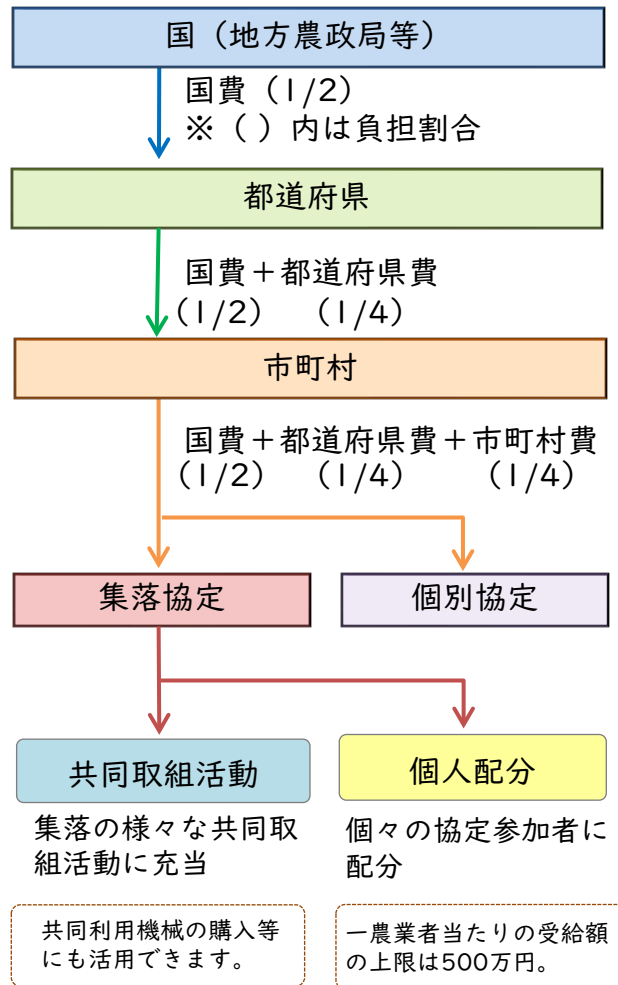 国（地方農政局等）
国費（1/2）
※（ ）内は負担割合
都道府県
国費＋都道府県費
（1/2）　（1/4）
市町村
国費＋都道府県費＋市町村費
（1/2）　（1/4）　　（1/4）
集落協定
個別協定
共同取組活動
個人配分
集落の様々な共同取
組活動に充当
個々の協定参加者に
配分
共同利用機械の購入等
にも活用できます。
一農業者当たりの受給額
の上限は500万円。